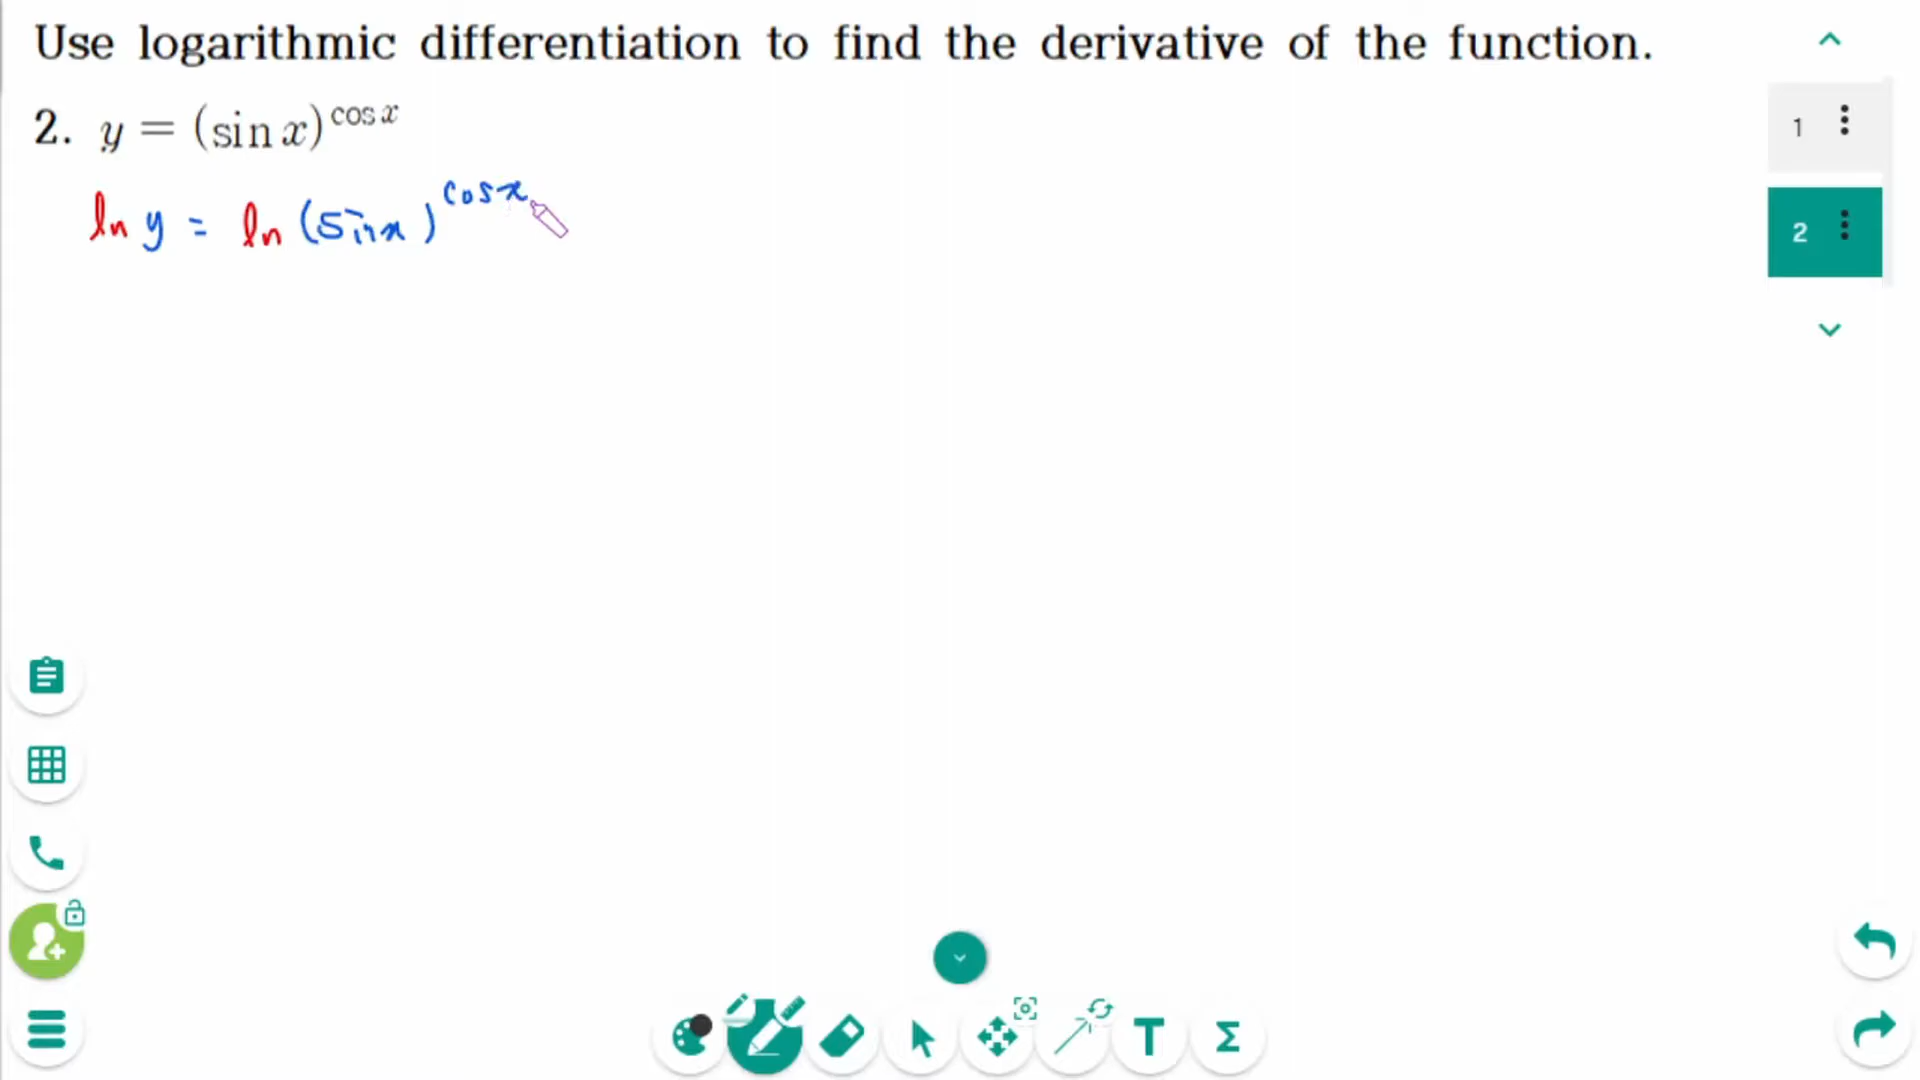 Use logarithmic differentiation to find the derivative of the function.
2. y = (sin x)^cos x
ln y = ln (sin x)^cos x
1
2
T
Σ